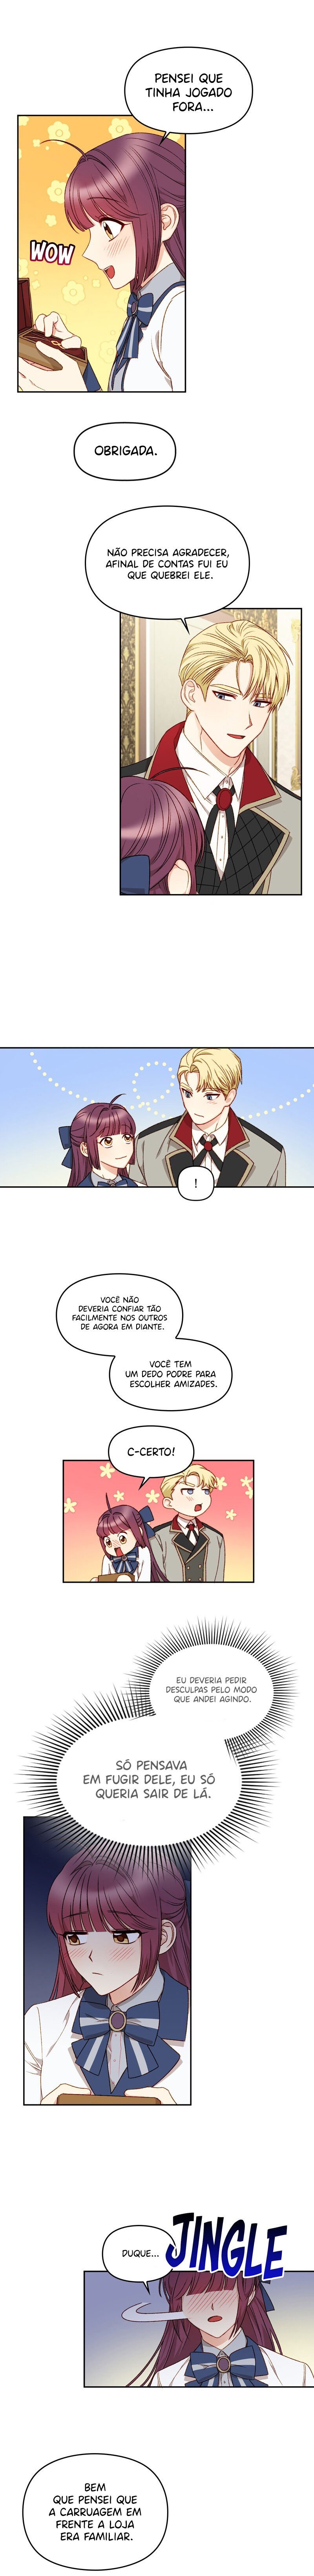 PENSEI QUE
TINHA JOGADO
FORA...
WOW
OBRIGADA.
NÃO PRECISA AGRADECER,
AFINAL DE CONTAS FUI EU
QUE QUEBREI ELE.
!
VOCÊ NÃO
DEVERIA CONFIAR TÃO
FACILMENTE NOS OUTROS
DE AGORA EM DIANTE.
VOCÊ TEM
UM DEDO PODRE PARA
ESCOLHER AMIZADES.
C-CERTO!
EU DEVERIA PEDIR
DESCULPAS PELO MODO
QUE ANDEI AGINDO.
SÓ PENSAVA
EM FUGIR DELE, EU SÓ
QUERIA SAIR DE LÁ.
DUQUE...
JINGLE
BEM
QUE PENSEI QUE
A CARRUAGEM EM
FRENTE A LOJA
ERA FAMILIAR.